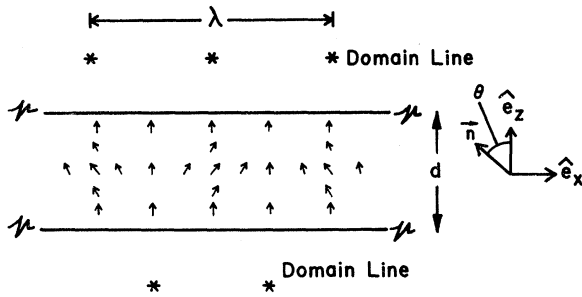 λ
* * * Domain Line
θ
ê_z
n⃗
ê_x
d
Domain Line
* *